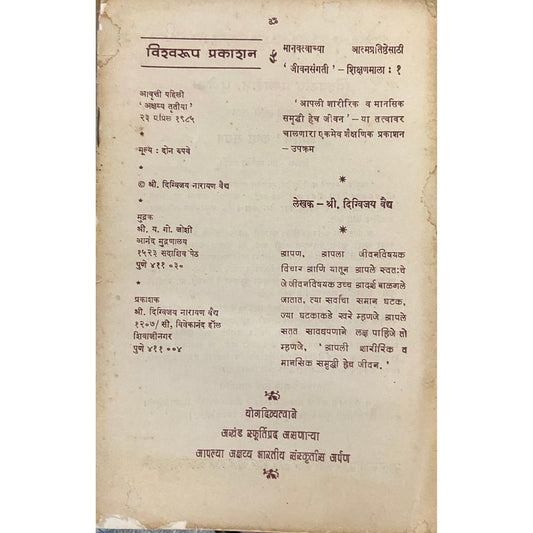 विश्वरूप प्रकाशन
आवृत्ती पहिली
'अक्षय्य तृतीया'
२३ एप्रिल १९८५
*
मूल्य : दोन रुपये
*
© श्री. दिग्विजय नारायण वैद्य
*
मुद्रक
श्री. य. गो. जोशी
आनंद मुद्रणालय
१५२३ सदाशिव पेठ
पुणे ४११ ०३०
*
प्रकाशक
श्री. दिग्विजय नारायण वैद्य
१२०७/ सी, विवेकानंद हौल
शिवाजीनगर
पुणे ४११ ००४
मानवत्वाच्या आत्मप्रतिष्ठेसाठी
'जीवनसंगती' – शिक्षणमाला : १
'आपली शारीरिक व मानसिक
समृद्धी हेच जीवन' – या तत्वावर
चालणारा एकमेव शैक्षणिक प्रकाशन
– उपक्रम
*
लेखक – श्री. दिग्विजय वैद्य
*
आपण, आपला जीवनविषयक
विचार आणि यातून आपले स्वतःचे
जे जीवनविषयक उच्च आदर्श बाळगले
जातात, त्या सर्वांचा समान घटक,
ज्या घटकाकडे खरे म्हणजे आपले
सतत सावधपणाने लक्ष पाहिजे तो
म्हणजे, 'आपली शारीरिक व
मानसिक समृद्धी हेच जीवन.'
योगदिव्यत्वाने
अखंड स्फूर्तिप्रद असणाऱ्या
आपल्या अक्षय्य भारतीय संस्कृतीस अर्पण